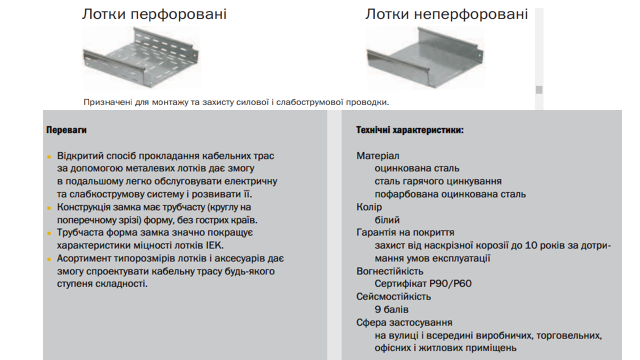 Лотки перфоровані
Лотки неперфоровані
Призначені для монтажу та захисту силової і слабострумової проводки.
Переваги
Відкритий спосіб прокладання кабельних трас
за допомогою металевих лотків дає змогу
в подальшому легко обслуговувати електричну
та слабкострумову систему і розвивати її.
Конструкція замка має трубчасту (круглу на
поперечному зрізі) форму, без гострих країв.
Трубчаста форма замка значно покращує
характеристики міцності лотків IEK.
Асортимент типорозмірів лотків і аксесуарів дає
змогу спроектувати кабельну трасу будь-якого
ступеня складності.
Технічні характеристики:
Матеріал
оцинкована сталь
сталь гарячого цинкування
пофарбована оцинкована сталь
Колір
білий
Гарантія на покриття
захист від наскрізної корозії до 10 років за дотри-
мання умов експлуатації
Вогнестійкість
Сертифікат Р90/Р60
Сейсмостійкість
9 балів
Сфера застосування
на вулиці і всередині виробничих, торговельних,
офісних і житлових приміщень